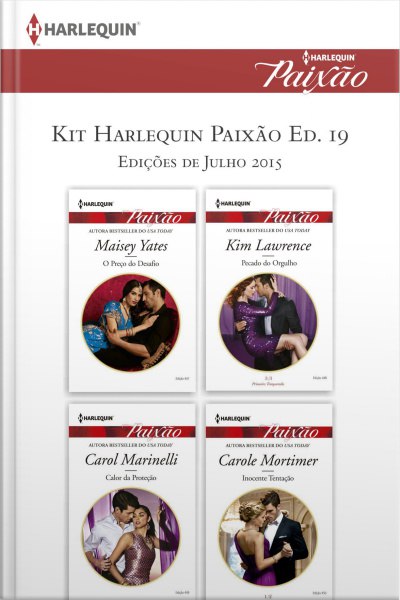 HARLEQUIN®
HARLEQUIN®
Paixão
KIT HARLEQUIN PAIXÃO ED. 19
EDIÇÕES DE JULHO 2015
HARLEQUIN®
Paixão
AUTORA BESTSELLER DO USA TODAY
Maisey Yates
O Preço do Desafio
HARLEQUIN®
Paixão
AUTORA BESTSELLER DO USA TODAY
Kim Lawrence
Pecado do Orgulho
Primeira Temporada
HARLEQUIN®
Paixão
AUTORA BESTSELLER DO USA TODAY
Carol Marinelli
Calor da Proteção
HARLEQUIN®
Paixão
AUTORA BESTSELLER DO USA TODAY
Carole Mortimer
Inocente Tentação